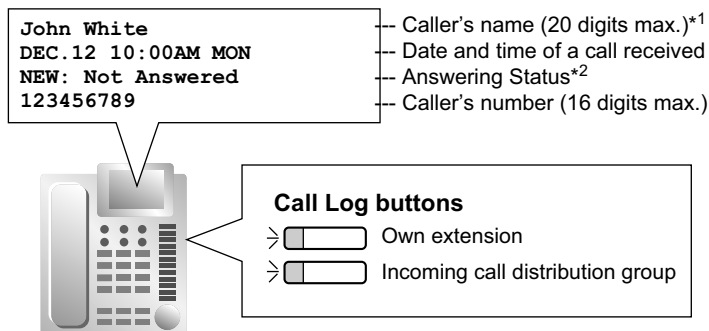 John White --- Caller's name (20 digits max.)*1
DEC.12 10:00AM MON --- Date and time of a call received
NEW: Not Answered --- Answering Status*2
123456789 --- Caller's number (16 digits max.)
Call Log buttons
Own extension
Incoming call distribution group